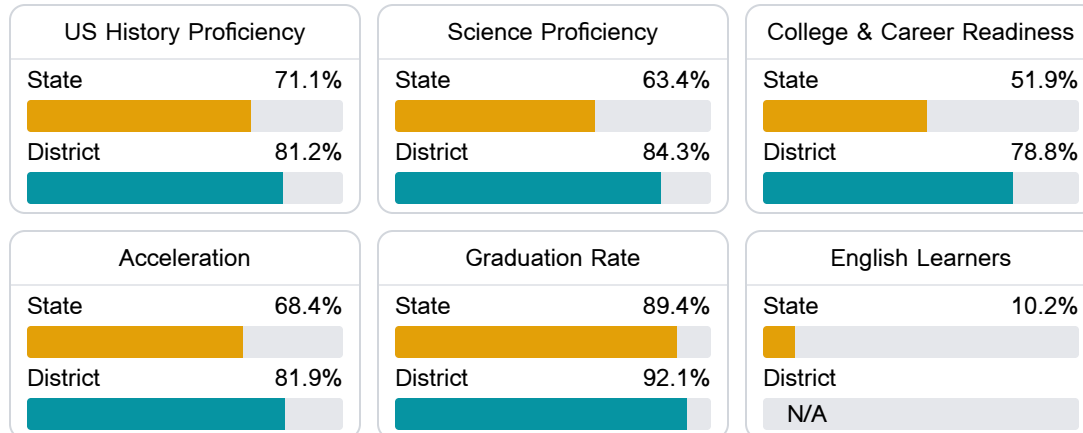 US History Proficiency
State 71.1%
District 81.2%
Science Proficiency
State 63.4%
District 84.3%
College & Career Readiness
State 51.9%
District 78.8%
Acceleration
State 68.4%
District 81.9%
Graduation Rate
State 89.4%
District 92.1%
English Learners
State 10.2%
District
N/A